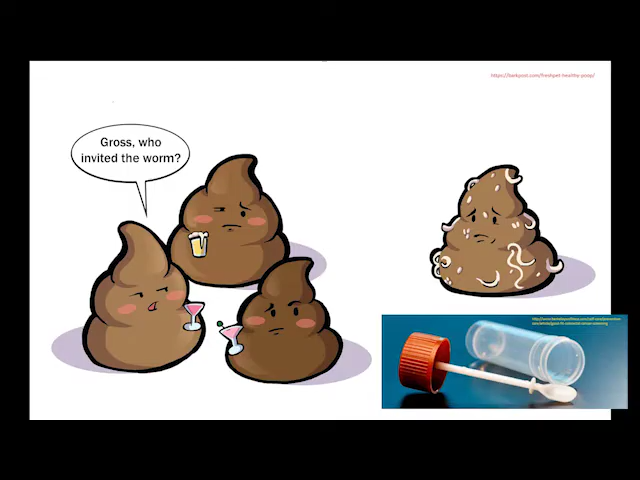 https://barkpost.com/freshpet-healthy-poop/
Gross, who
invited the worm?